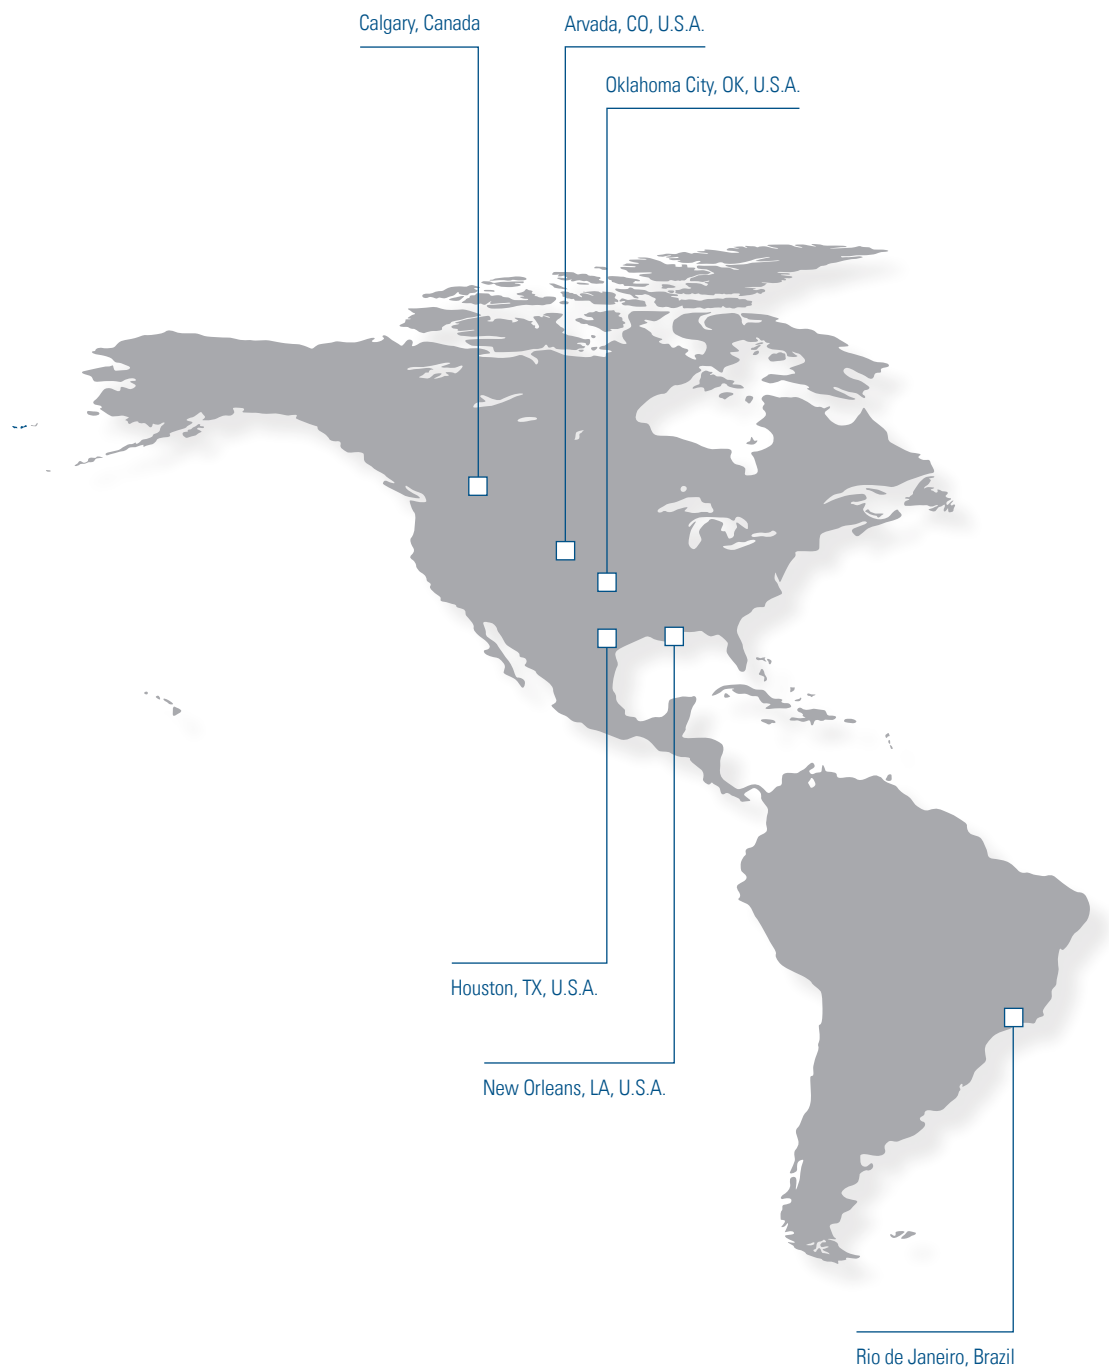 Calgary, Canada
Arvada, CO, U.S.A.
Oklahoma City, OK, U.S.A.
Houston, TX, U.S.A.
New Orleans, LA, U.S.A.
Rio de Janeiro, Brazil